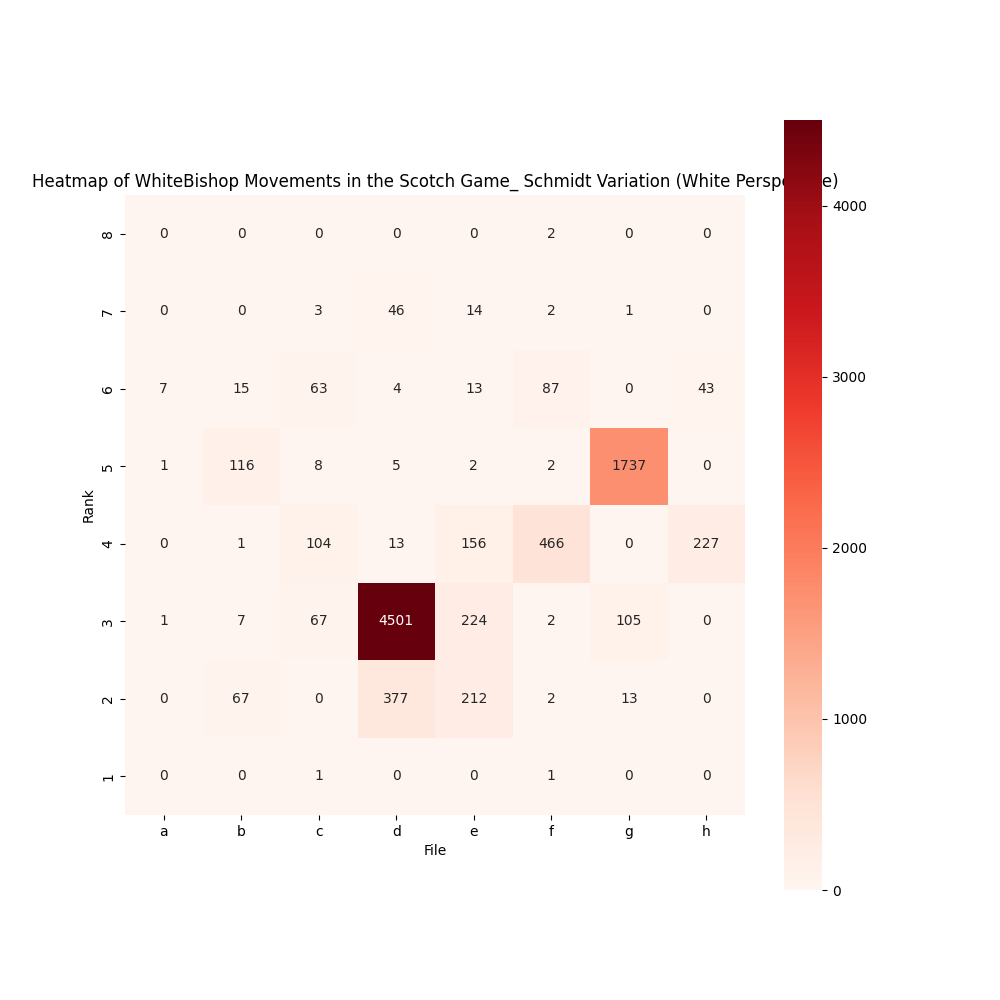 Heatmap of WhiteBishop Movements in the Scotch Game_ Schmidt Variation (White Perspective)
4000
8 0 0 0 0 0 2 0 0
7 0 0 3 46 14 2 1 0
6 7 15 63 4 13 87 0 43
3000
5 1 116 8 5 2 2 1737 0
Rank
4 0 1 104 13 156 466 0 227
2000
3 1 7 67 4501 224 2 105 0
2 0 67 0 377 212 2 13 0
1000
1 0 0 1 0 0 1 0 0
a b c d e f g h
File
0